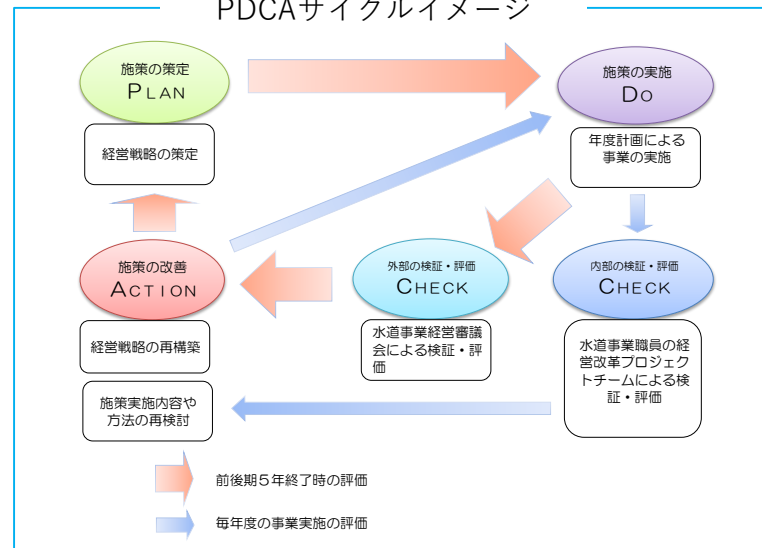 PDCAサイクルイメージ
施策の策定
PLAN
経営戦略の策定
施策の実施
DO
年度計画による
事業の実施
施策の改善
ACTION
経営戦略の再構築
施策実施内容や
方法の再検討
外部の検証・評価
CHECK
水道事業経営審議
会による検証・評
価
内部の検証・評価
CHECK
水道事業職員の経
営改革プロジェク
トチームによる検
証・評価
前後期5年終了時の評価
毎年度の事業実施の評価